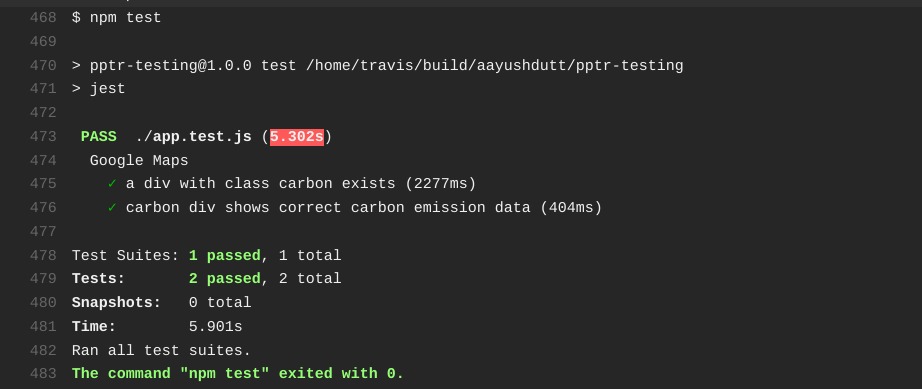 468 $ npm test
469
470 > pptr-testing@1.0.0 test /home/travis/build/aayushdutt/pptr-testing
471 > jest
472
473 PASS ./app.test.js (5.302s)
474 Google Maps
475 ✓ a div with class carbon exists (2277ms)
476 ✓ carbon div shows correct carbon emission data (404ms)
477
478 Test Suites: 1 passed, 1 total
479 Tests: 2 passed, 2 total
480 Snapshots: 0 total
481 Time: 5.901s
482 Ran all test suites.
483 The command "npm test" exited with 0.